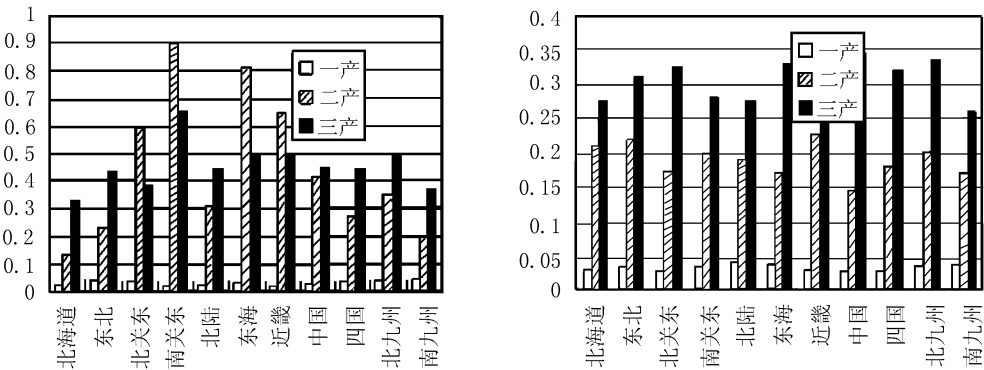 1
0.9
0.8
0.7
0.6
0.5
0.4
0.3
0.2
0.1
0
一产
二产
三产
北海道
东北
北关东
南关东
北陆
东海
近畿
中国
四国
北九州
南九州
0.4
0.35
0.3
0.25
0.2
0.15
0.1
0.05
0
一产
二产
三产
北海道
东北
北关东
南关东
北陆
东海
近畿
中国
四国
北九州
南九州